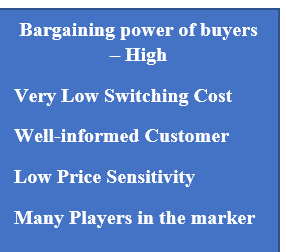 Bargaining power of buyers
– High
Very Low Switching Cost
Well-informed Customer
Low Price Sensitivity
Many Players in the marker